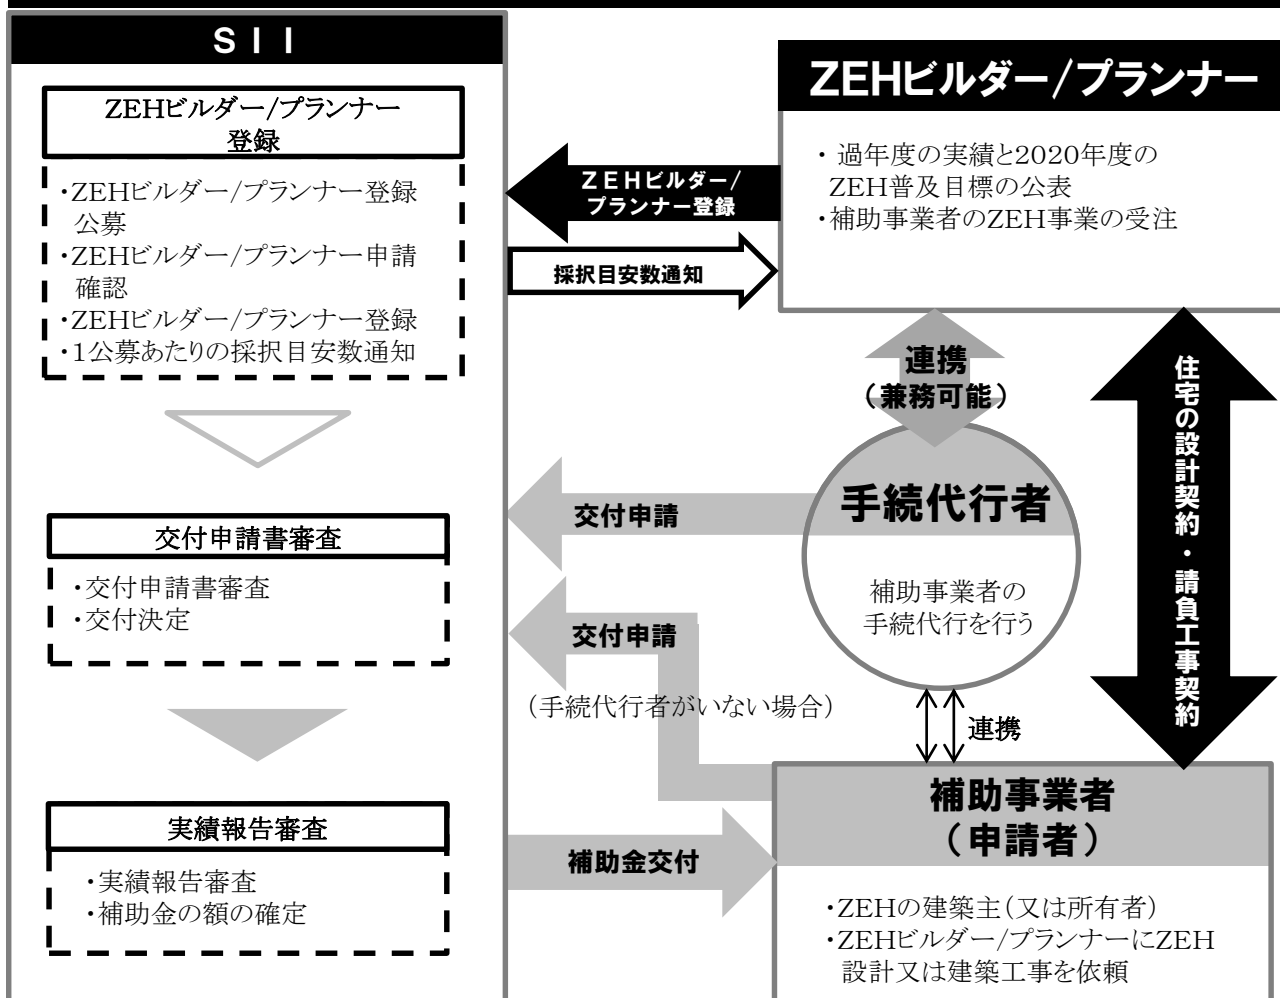 SII
ZEHビルダー/プランナー
登録
・ZEHビルダー/プランナー登録
公募
・ZEHビルダー/プランナー申請
確認
・ZEHビルダー/プランナー登録
・1公募あたりの採択目安数通知
交付申請書審査
・交付申請書審査
・交付決定
実績報告審査
・実績報告審査
・補助金の額の確定
ZEHビルダー/
プランナー登録
採択目安数通知
ZEHビルダー/プランナー
・過年度の実績と2020年度の
ZEH普及目標の公表
・補助事業者のZEH事業の受注
連携
（兼務可能）
住宅の設計契約・請負工事契約
交付申請
手続代行者
補助事業者の
手続代行を行う
交付申請
（手続代行者がいない場合）
連携
補助金交付
補助事業者
（申請者）
・ZEHの建築主（又は所有者）
・ZEHビルダー/プランナーにZEH
設計又は建築工事を依頼